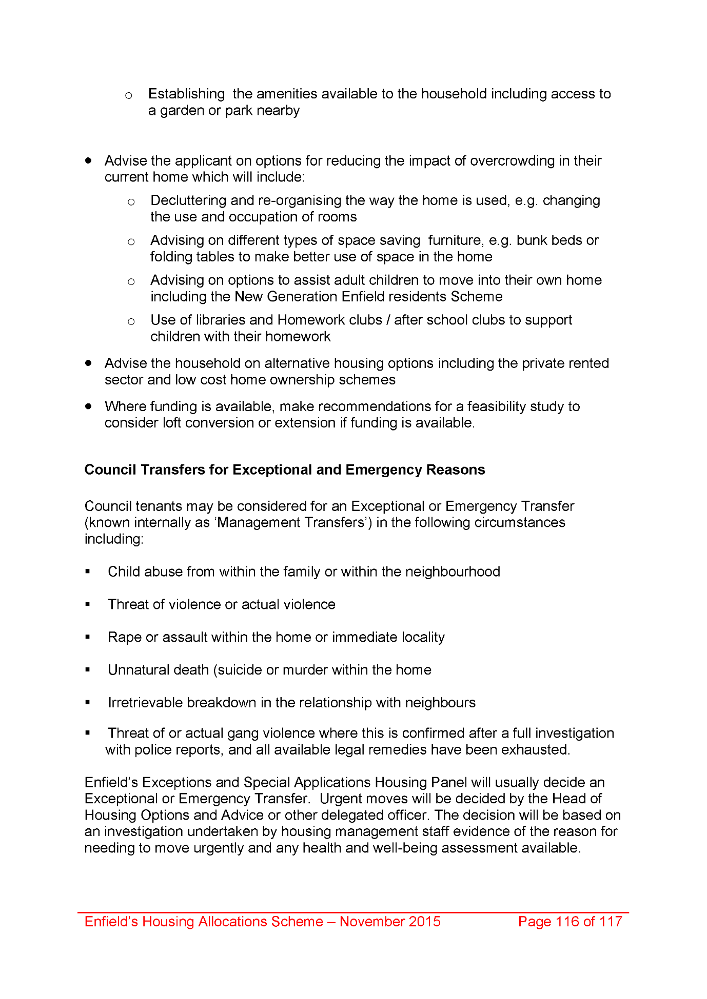 o Establishing  the amenities available to the household including access to
a garden or park nearby
• Advise the applicant on options for reducing the impact of overcrowding in their
current home which will include:
o Decluttering and re-organising the way the home is used, e.g. changing
the use and occupation of rooms
o Advising on different types of space saving  furniture, e.g. bunk beds or
folding tables to make better use of space in the home
o Advising on options to assist adult children to move into their own home
including the New Generation Enfield residents Scheme
o Use of libraries and Homework clubs / after school clubs to support
children with their homework
• Advise the household on alternative housing options including the private rented
sector and low cost home ownership schemes
• Where funding is available, make recommendations for a feasibility study to
consider loft conversion or extension if funding is available.
Council Transfers for Exceptional and Emergency Reasons
Council tenants may be considered for an Exceptional or Emergency Transfer
(known internally as ‘Management Transfers’) in the following circumstances
including:
▪ Child abuse from within the family or within the neighbourhood
▪ Threat of violence or actual violence
▪ Rape or assault within the home or immediate locality
▪ Unnatural death (suicide or murder within the home
▪ Irretrievable breakdown in the relationship with neighbours
▪ Threat of or actual gang violence where this is confirmed after a full investigation
with police reports, and all available legal remedies have been exhausted.
Enfield’s Exceptions and Special Applications Housing Panel will usually decide an
Exceptional or Emergency Transfer.  Urgent moves will be decided by the Head of
Housing Options and Advice or other delegated officer. The decision will be based on
an investigation undertaken by housing management staff evidence of the reason for
needing to move urgently and any health and well-being assessment available.
Enfield’s Housing Allocations Scheme – November 2015 Page 116 of 117